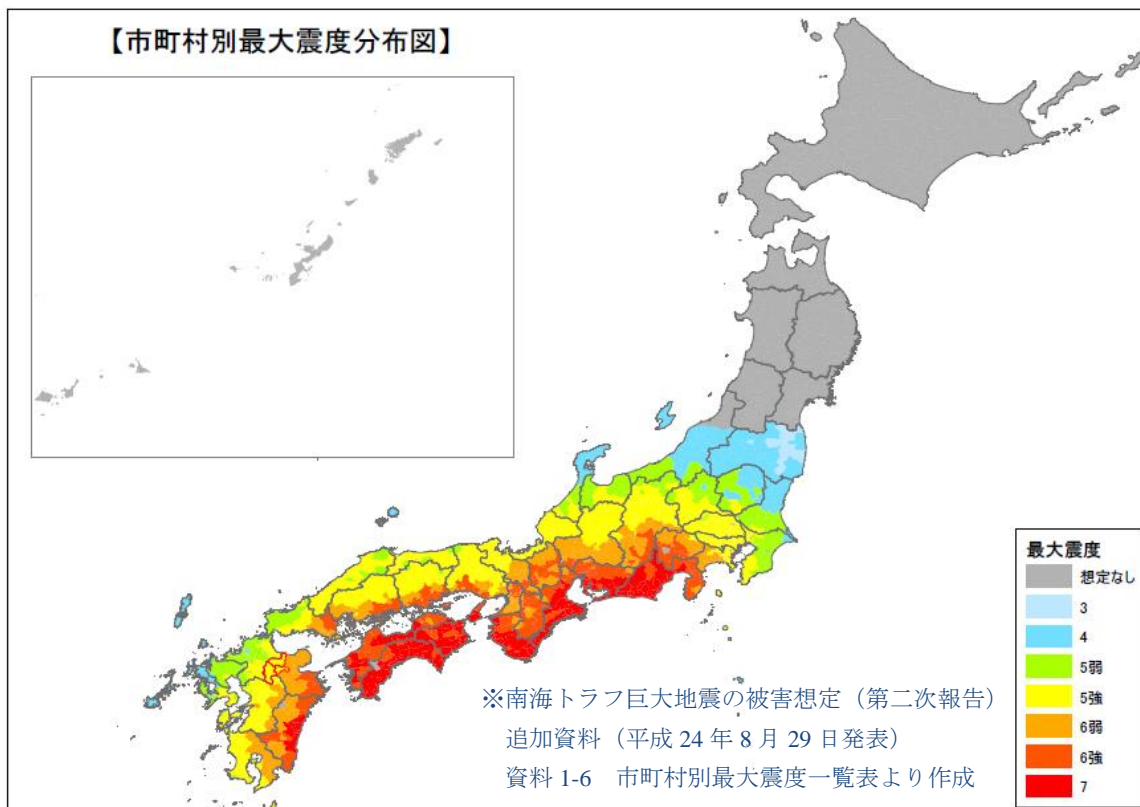 【市町村別最大震度分布図】
※南海トラフ巨大地震の被害想定（第二次報告）
追加資料（平成 24 年 8 月 29 日発表）
資料 1-6　市町村別最大震度一覧表より作成
最大震度
想定なし
3
4
5弱
5強
6弱
6強
7